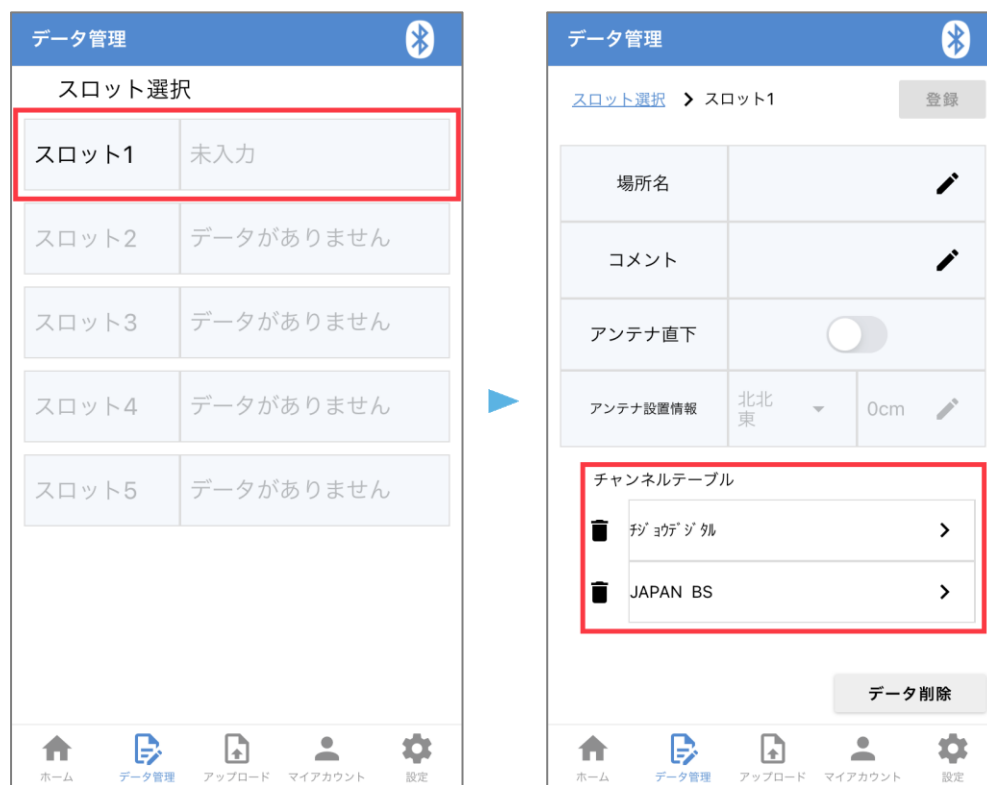 データ管理
スロット選択
スロット1 未入力
スロット2 データがありません
スロット3 データがありません
スロット4 データがありません
スロット5 データがありません
ホーム データ管理 アップロード マイアカウント 設定
データ管理
スロット選択 > スロット1 登録
場所名
コメント
アンテナ直下
アンテナ設置情報 北北東 0cm
チャンネルテーブル
ﾁｼﾞｮｳﾃﾞｼﾞﾀﾙ
JAPAN BS
データ削除
ホーム データ管理 アップロード マイアカウント 設定